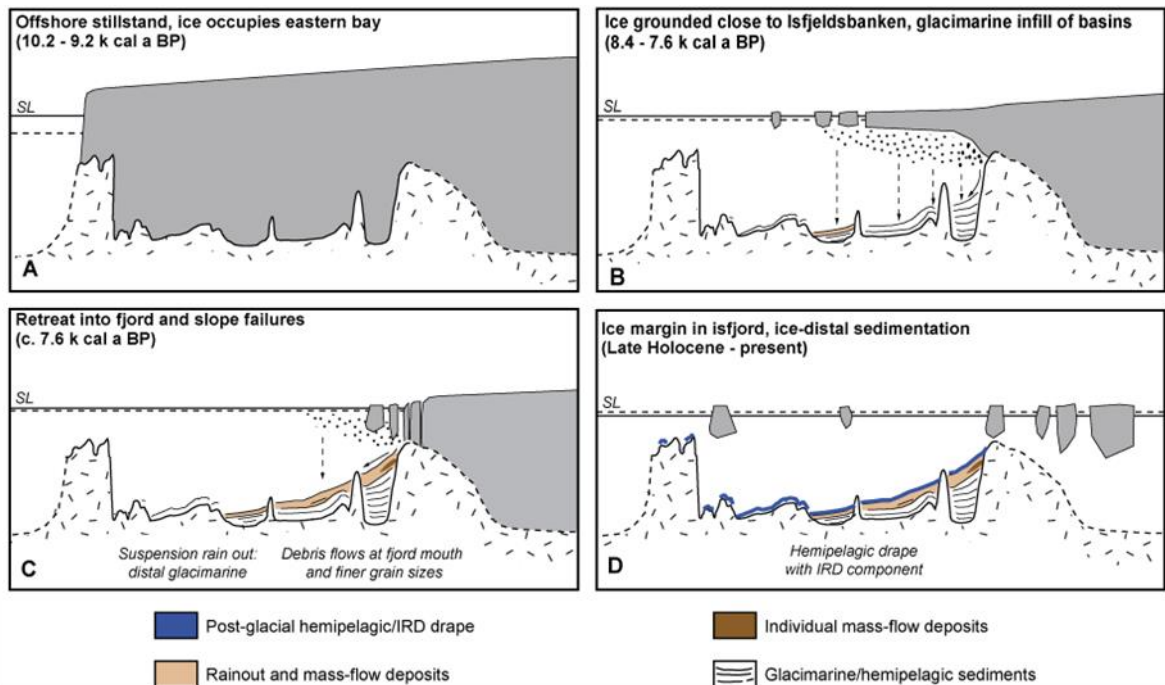 Offshore stillstand, ice occupies eastern bay
(10.2 - 9.2 k cal a BP)
SL
A
Ice grounded close to Isfjeldsbanken, glacimarine infill of basins
(8.4 - 7.6 k cal a BP)
SL
B
Retreat into fjord and slope failures
(c. 7.6 k cal a BP)
SL
Suspension rain out:
distal glacimarine
Debris flows at fjord mouth
and finer grain sizes
C
Ice margin in isfjord, ice-distal sedimentation
(Late Holocene - present)
SL
Hemipelagic drape
with IRD component
D
Post-glacial hemipelagic/IRD drape
Individual mass-flow deposits
Rainout and mass-flow deposits
Glacimarine/hemipelagic sediments